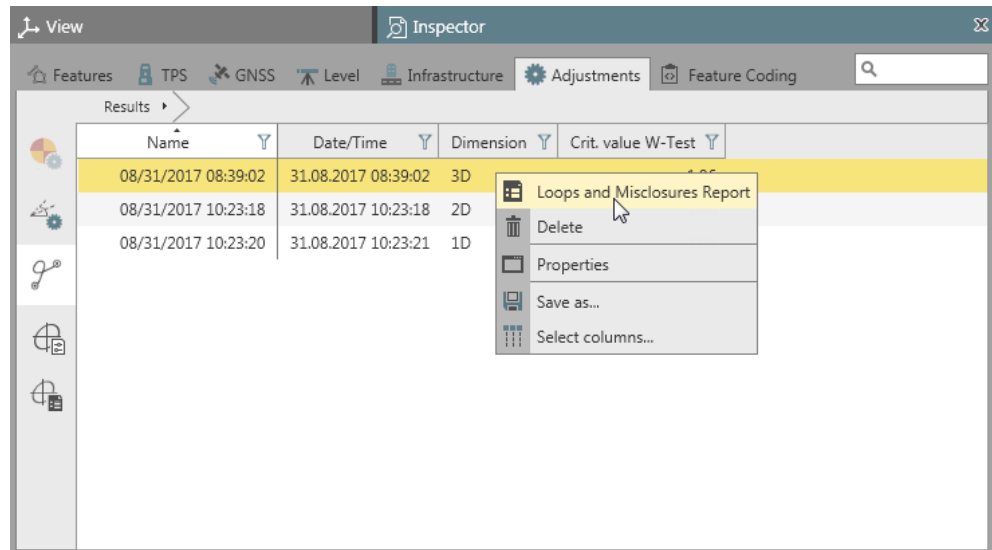 View
Inspector
Features TPS GNSS Level Infrastructure Adjustments Feature Coding
Results
Name Date/Time Dimension Crit. value W-Test
08/31/2017 08:39:02 31.08.2017 08:39:02 3D
08/31/2017 10:23:18 31.08.2017 10:23:18 2D
08/31/2017 10:23:20 31.08.2017 10:23:21 1D
Loops and Misclosures Report
Delete
Properties
Save as...
Select columns...